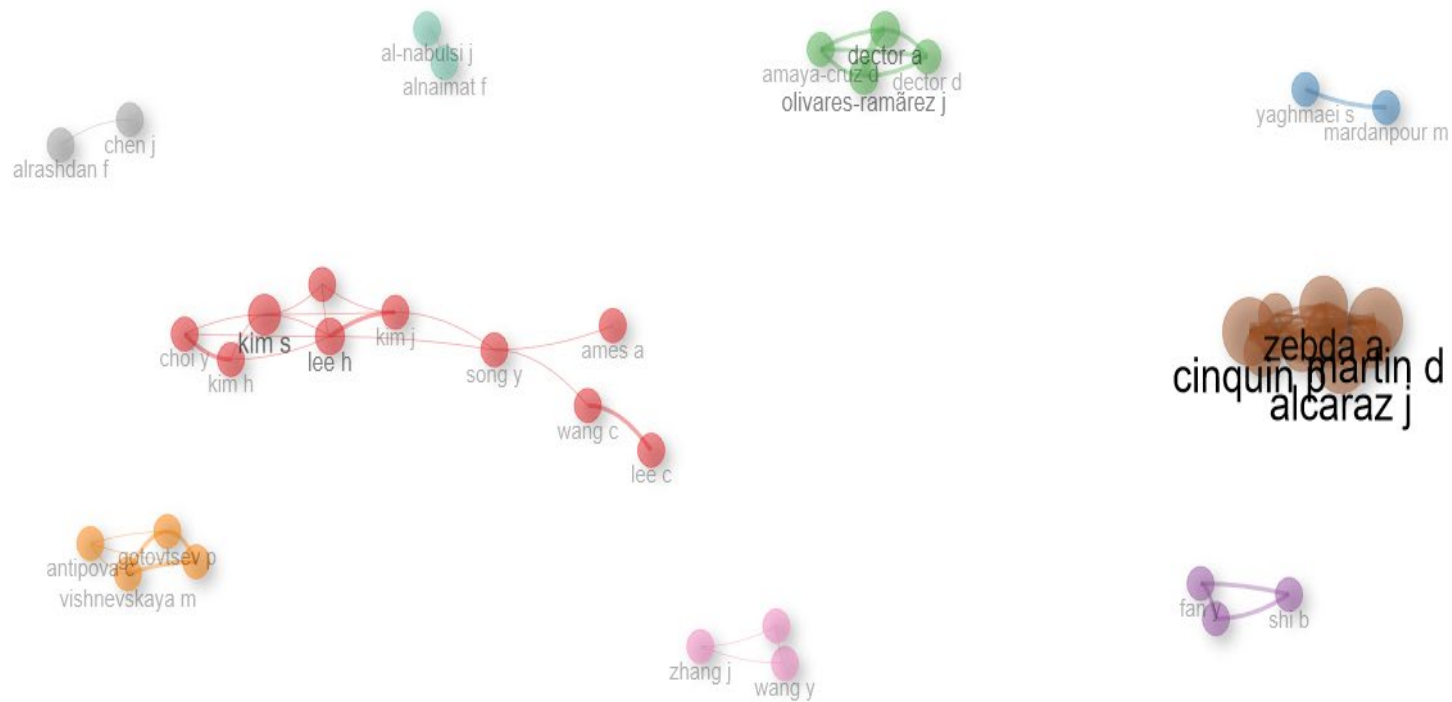 al-nabulsi j
alnaimat f
dector a
amaya-cruz d
dector d
olivares-ramãrez j
yaghmaei s
mardanpour m
chen j
alrashdan f
kim s
choi y
kim h
lee h
kim j
song y
ames a
wang c
lee c
zebda a
martin d
cinquin p
alcaraz j
gotovtsev p
antipova e
vishnevskaya m
fan y
shi b
zhang j
wang y